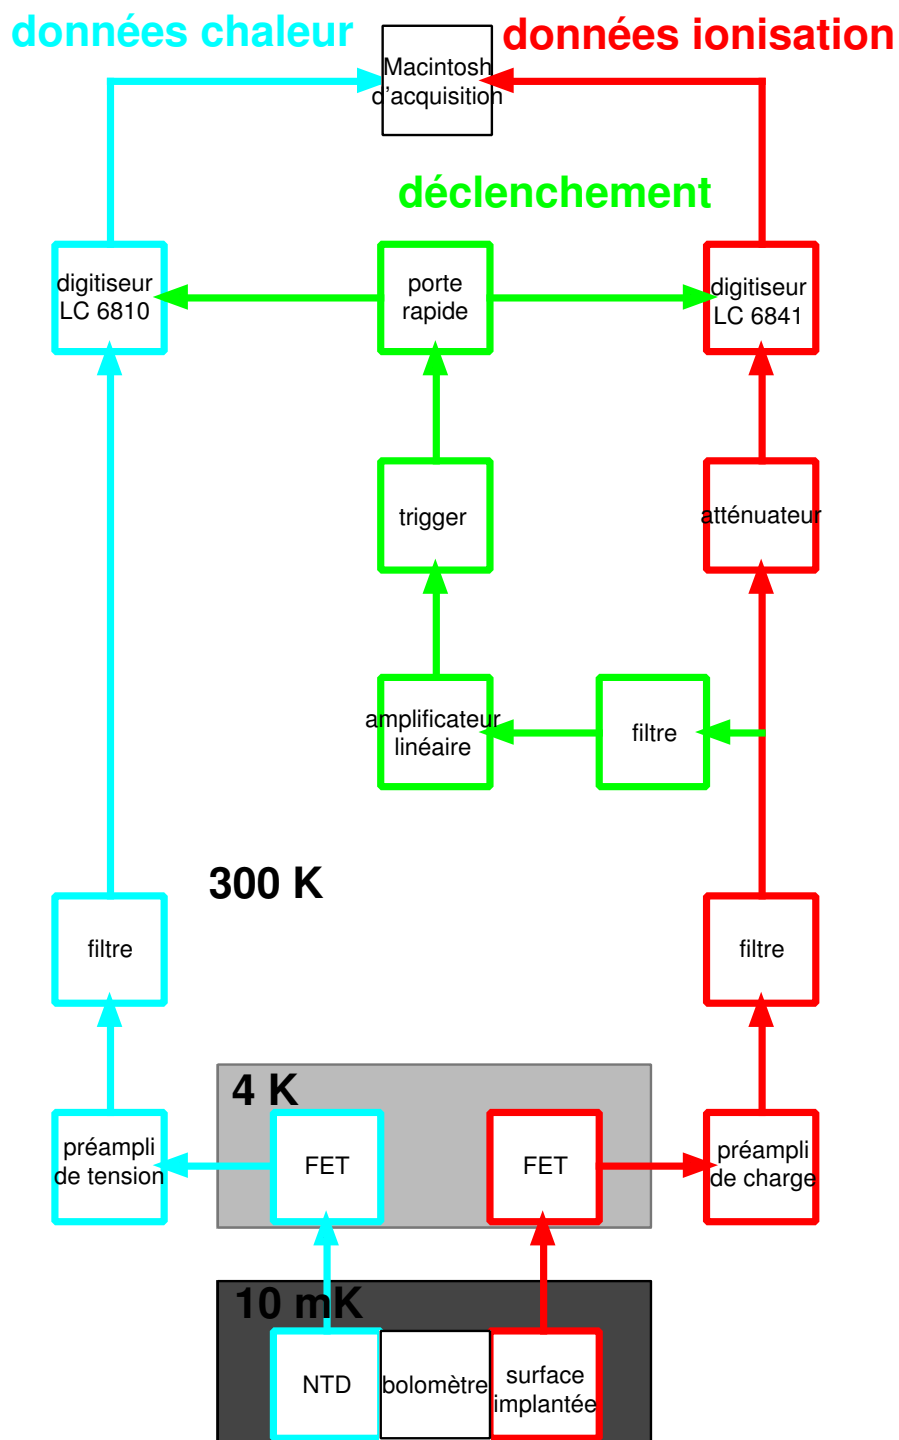 données chaleur
données ionisation
Macintosh
d'acquisition
déclenchement
digitiseur
LC 6810
porte
rapide
digitiseur
LC 6841
trigger
atténuateur
amplificateur
linéaire
filtre
300 K
filtre
filtre
4 K
préampli
de tension
FET
FET
préampli
de charge
10 mK
NTD
bolomètre
surface
implantée